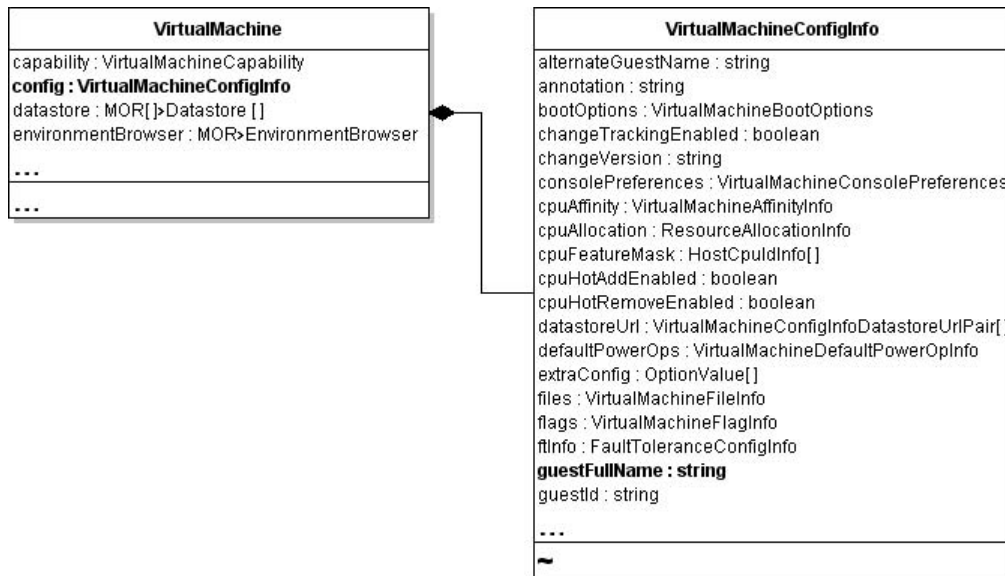 VirtualMachine
capability : VirtualMachineCapability
config : VirtualMachineConfigInfo
datastore : MOR[]>Datastore []
environmentBrowser : MOR>EnvironmentBrowser
...
...
VirtualMachineConfigInfo
alternateGuestName : string
annotation : string
bootOptions : VirtualMachineBootOptions
changeTrackingEnabled : boolean
changeVersion : string
consolePreferences : VirtualMachineConsolePreferences
cpuAffinity : VirtualMachineAffinityInfo
cpuAllocation : ResourceAllocationInfo
cpuFeatureMask : HostCpuIdInfo[]
cpuHotAddEnabled : boolean
cpuHotRemoveEnabled : boolean
datastoreUrl : VirtualMachineConfigInfoDatastoreUrlPair[]
defaultPowerOps : VirtualMachineDefaultPowerOpInfo
extraConfig : OptionValue[]
files : VirtualMachineFileInfo
flags : VirtualMachineFlagInfo
ftInfo : FaultToleranceConfigInfo
guestFullName : string
guestId : string
...
~